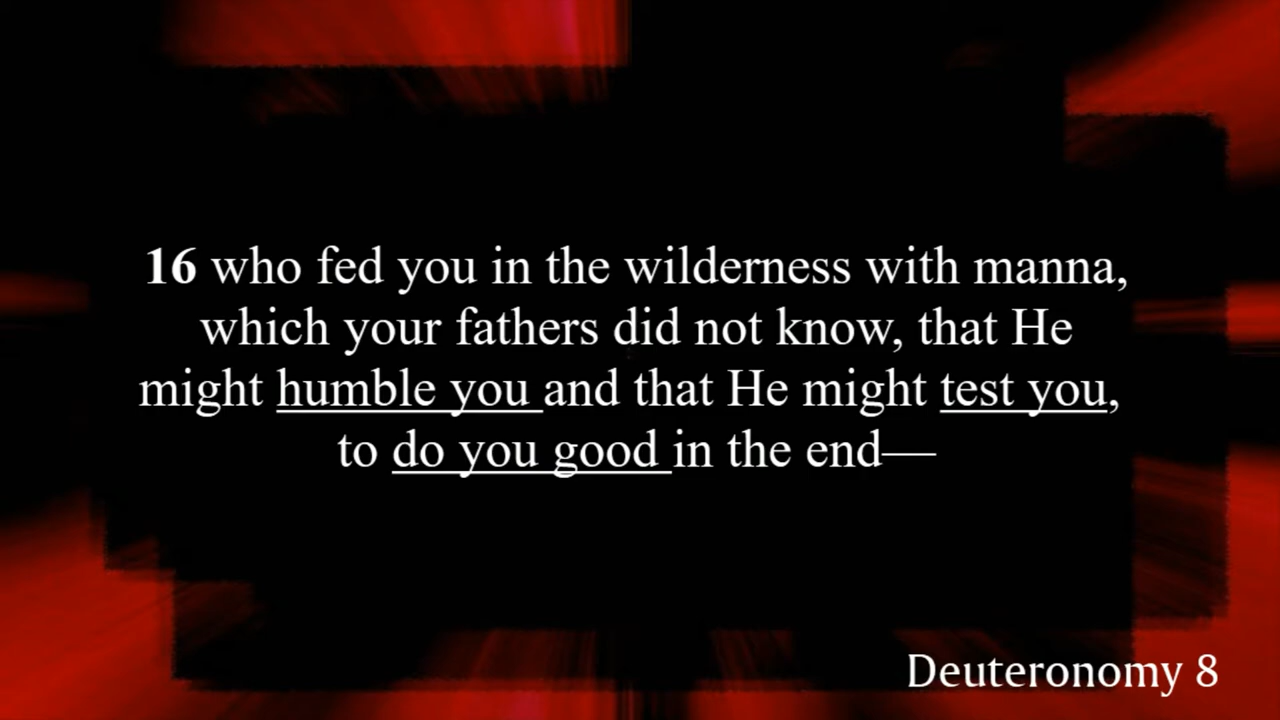 16 who fed you in the wilderness with manna,
which your fathers did not know, that He
might humble you and that He might test you,
to do you good in the end—
Deuteronomy 8